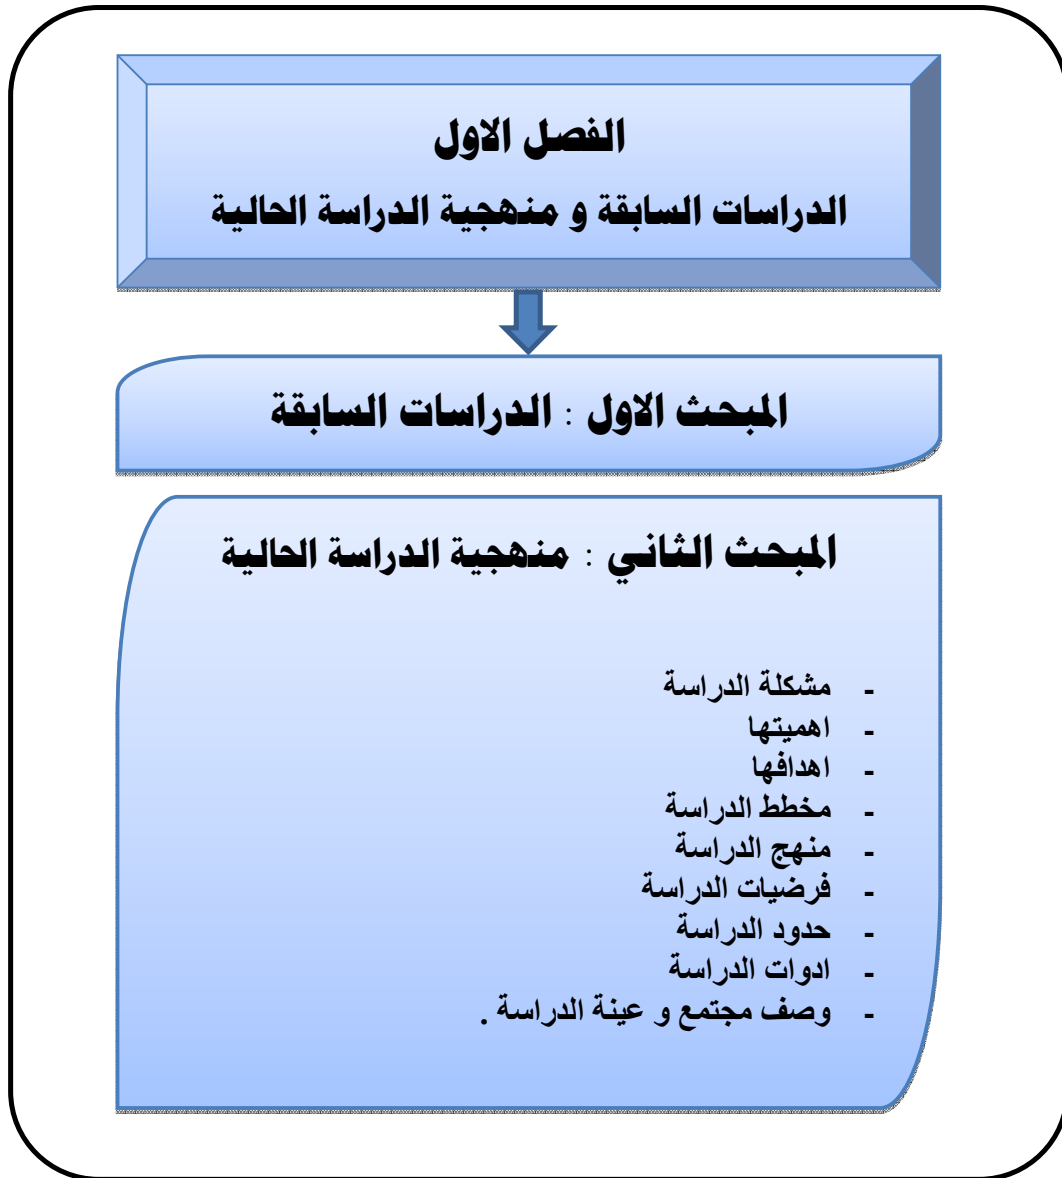 الفصل الاول
الدراسات السابقة و منهجية الدراسة الحالية
المبحث الاول : الدراسات السابقة
المبحث الثاني : منهجية الدراسة الحالية
- مشكلة الدراسة
- اهميتها
- اهدافها
- مخطط الدراسة
- منهج الدراسة
- فرضيات الدراسة
- حدود الدراسة
- ادوات الدراسة
- وصف مجتمع و عينة الدراسة .